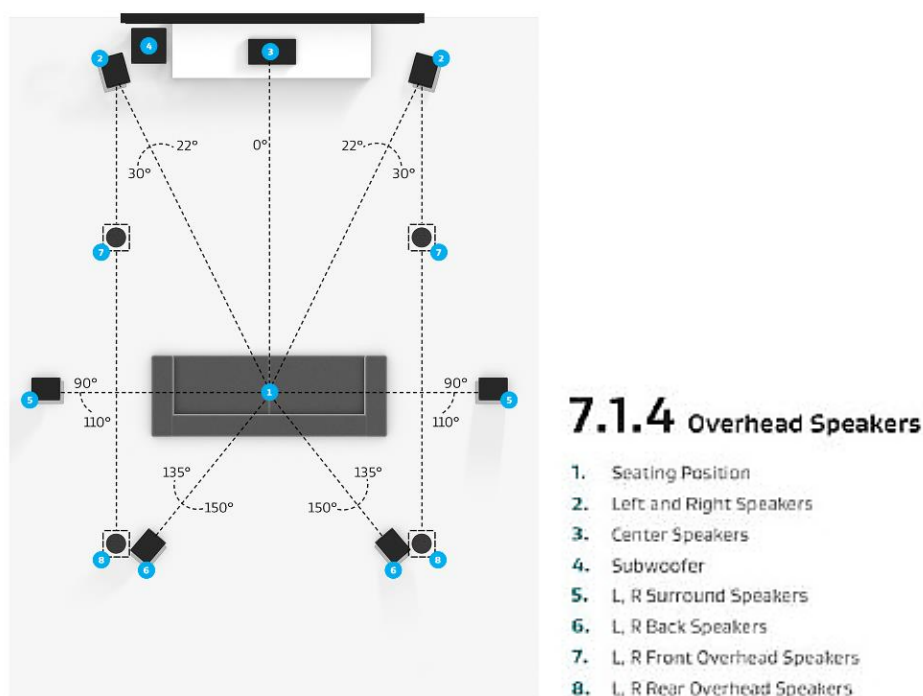 2
4
3
2
22°
0°
22°
30°
30°
7
7
90°
90°
5
1
5
110°
110°
135°
135°
150°
150°
8
6
6
8
7.1.4 Overhead Speakers
1. Seating Position
2. Left and Right Speakers
3. Center Speakers
4. Subwoofer
5. L, R Surround Speakers
6. L, R Back Speakers
7. L, R Front Overhead Speakers
8. L, R Rear Overhead Speakers